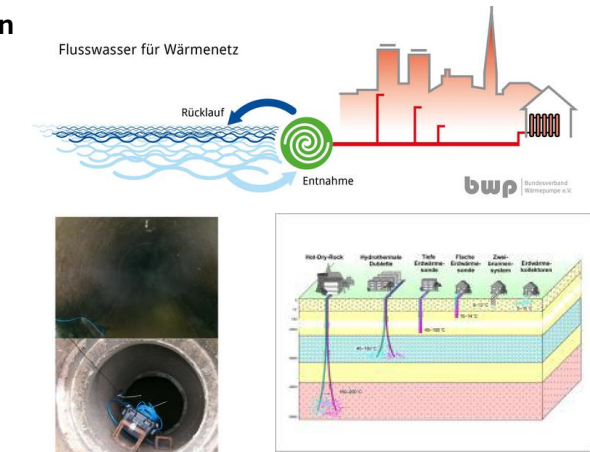 n
Flusswasser für Wärmenetz
Rücklauf
Entnahme
bwp Bundesverband
Wärmepumpe e.V.
Hot-Dry-Rock
Hydrothermale
Dublette
Tiefe
Erdwärme-
sonde
Flache
Erdwärme-
sonde
Zwei-
brunnen-
system
Erdwärme-
kollektoren